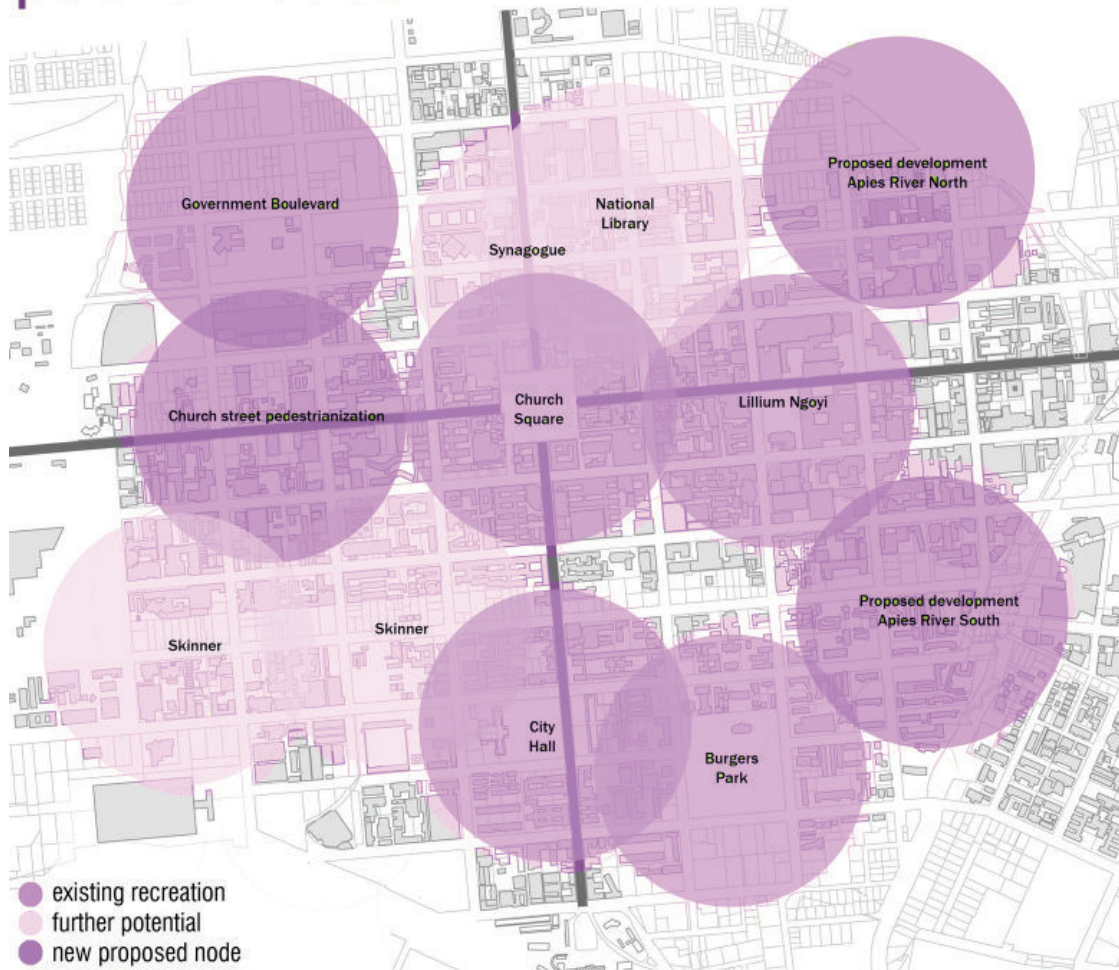 Government Boulevard
National
Library
Synagogue
Proposed development
Apies River North
Church street pedestrianization
Church
Square
Lillium Ngoyi
Skinner
Skinner
Proposed development
Apies River South
City
Hall
Burgers
Park
existing recreation
further potential
new proposed node